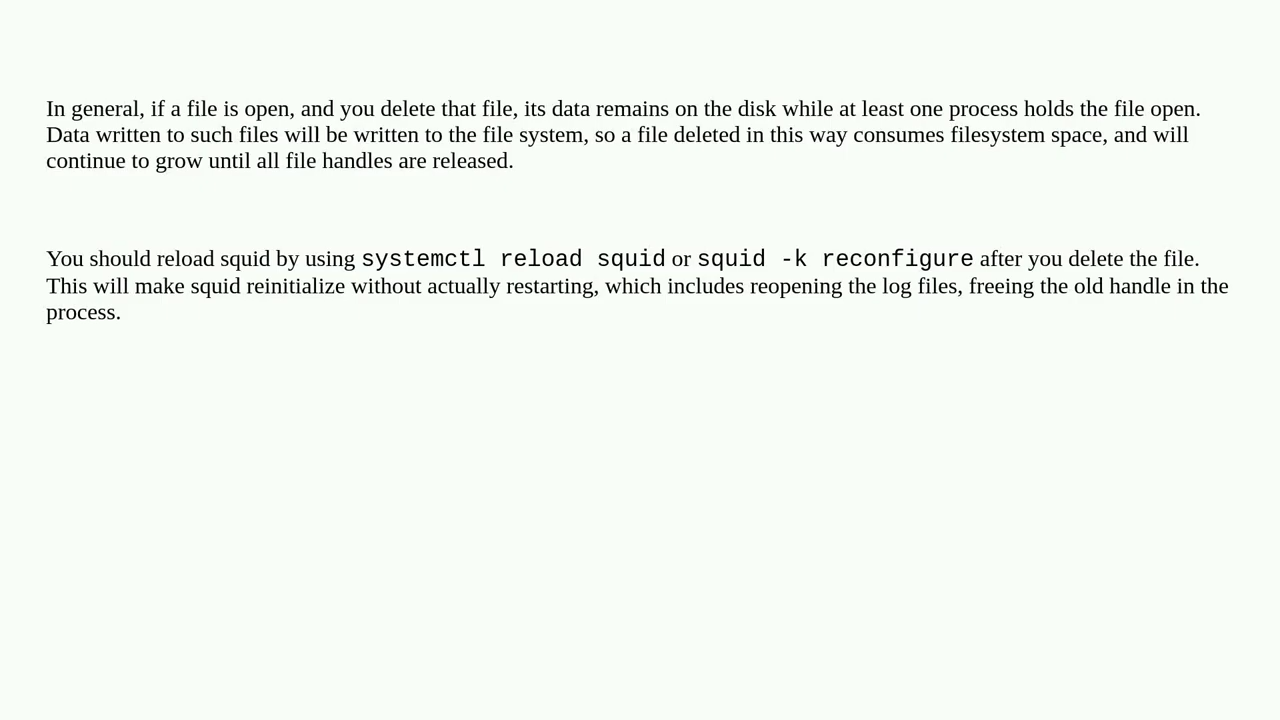 In general, if a file is open, and you delete that file, its data remains on the disk while at least one process holds the file open.
Data written to such files will be written to the file system, so a file deleted in this way consumes filesystem space, and will
continue to grow until all file handles are released.
You should reload squid by using systemctl reload squid or squid -k reconfigure after you delete the file.
This will make squid reinitialize without actually restarting, which includes reopening the log files, freeing the old handle in the
process.